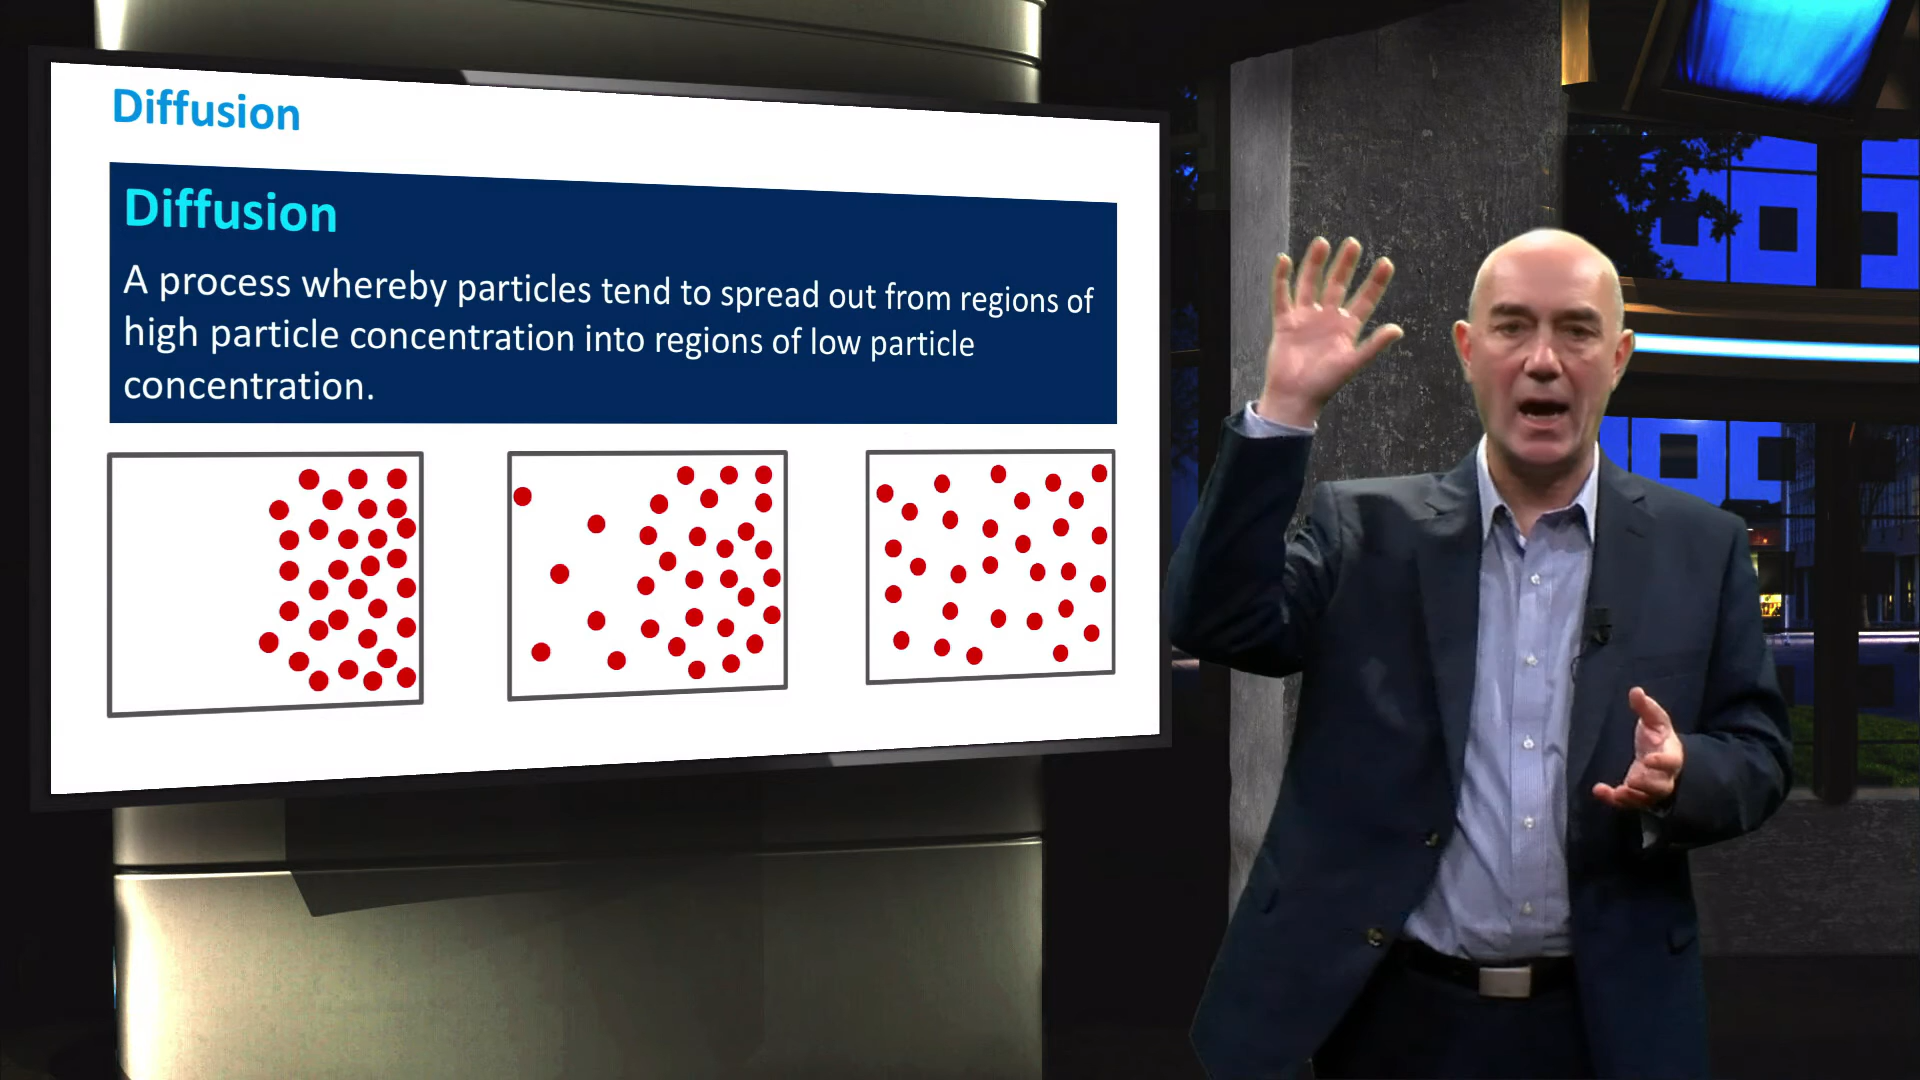 Diffusion
Diffusion
A process whereby particles tend to spread out from regions of
high particle concentration into regions of low particle
concentration.